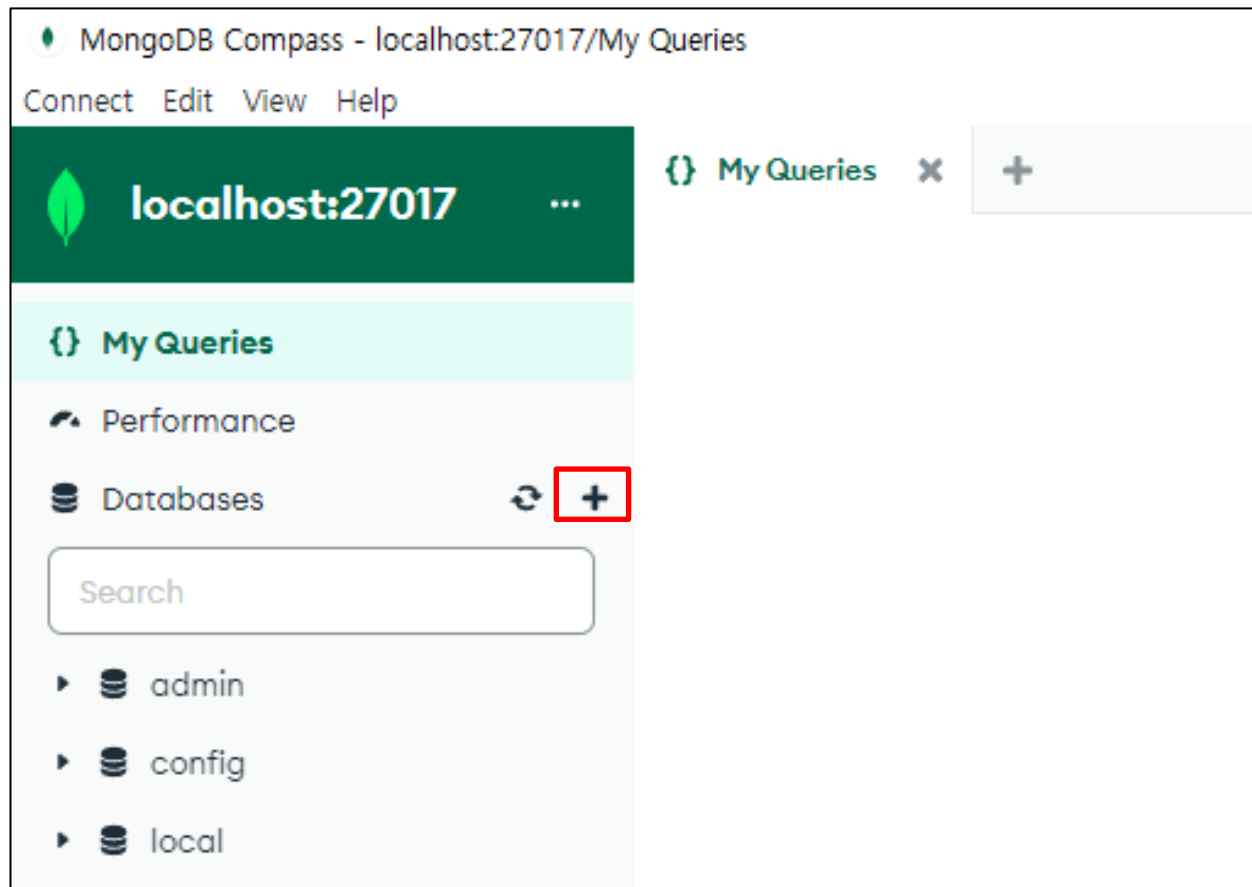 MongoDB Compass - localhost:27017/My Queries
Connect Edit View Help
localhost:27017 ...
{} My Queries
{} My Queries
Performance
Databases
Search
admin
config
local